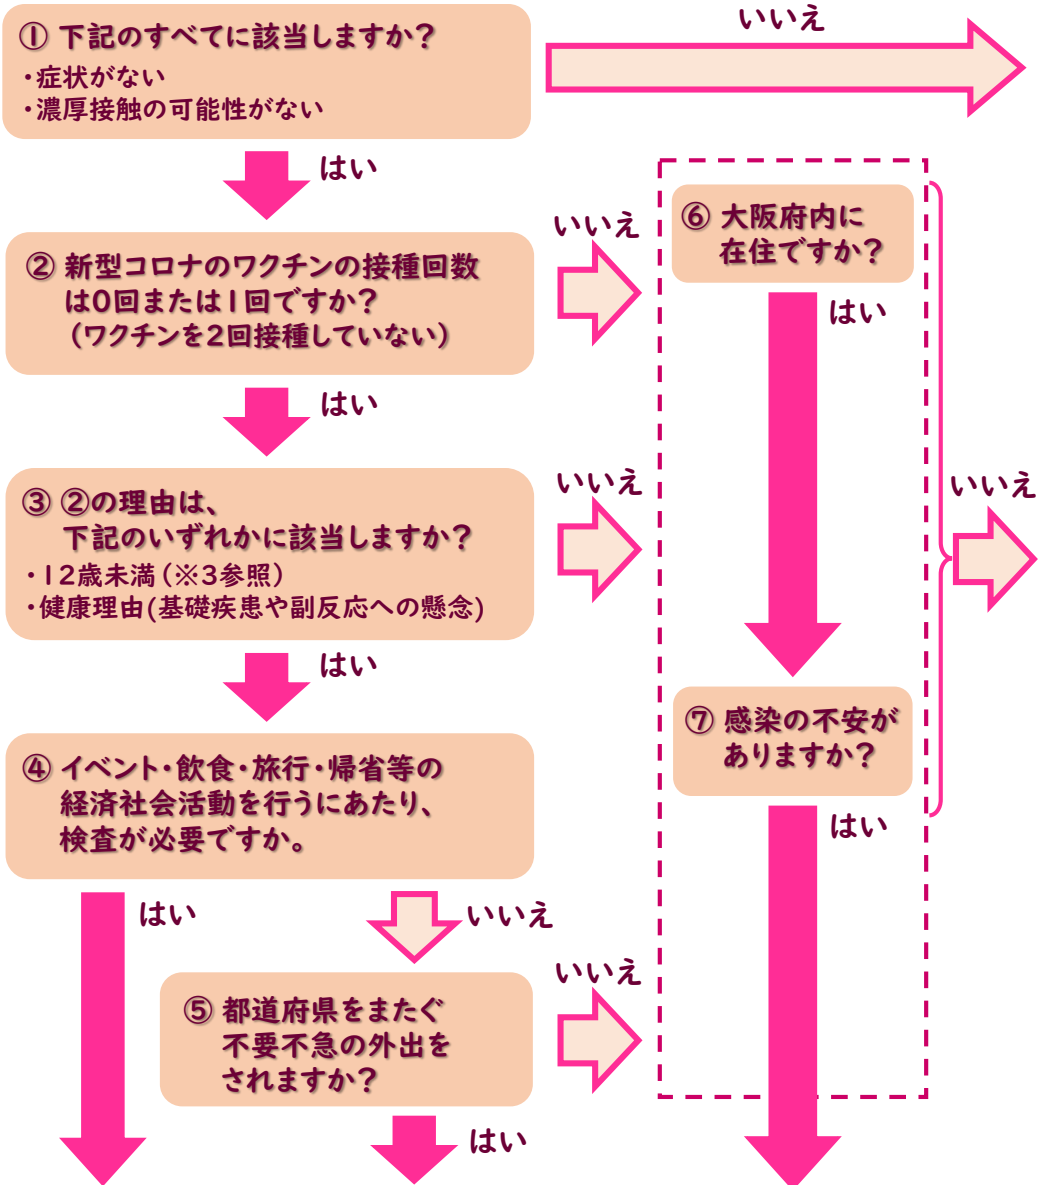 ① 下記のすべてに該当しますか？
・症状がない
・濃厚接触の可能性がない
いいえ
はい
② 新型コロナのワクチンの接種回数
は０回または１回ですか？
（ワクチンを２回接種していない）
いいえ
はい
③ ②の理由は、
下記のいずれかに該当しますか？
・１２歳未満（※３参照）
・健康理由(基礎疾患や副反応への懸念)
いいえ
はい
④ イベント・飲食・旅行・帰省等の
経済社会活動を行うにあたり、
検査が必要ですか。
はい
いいえ
⑤ 都道府県をまたぐ
不要不急の外出を
されますか？
いいえ
はい
⑥ 大阪府内に
在住ですか？
はい
いいえ
⑦ 感染の不安が
ありますか？
はい